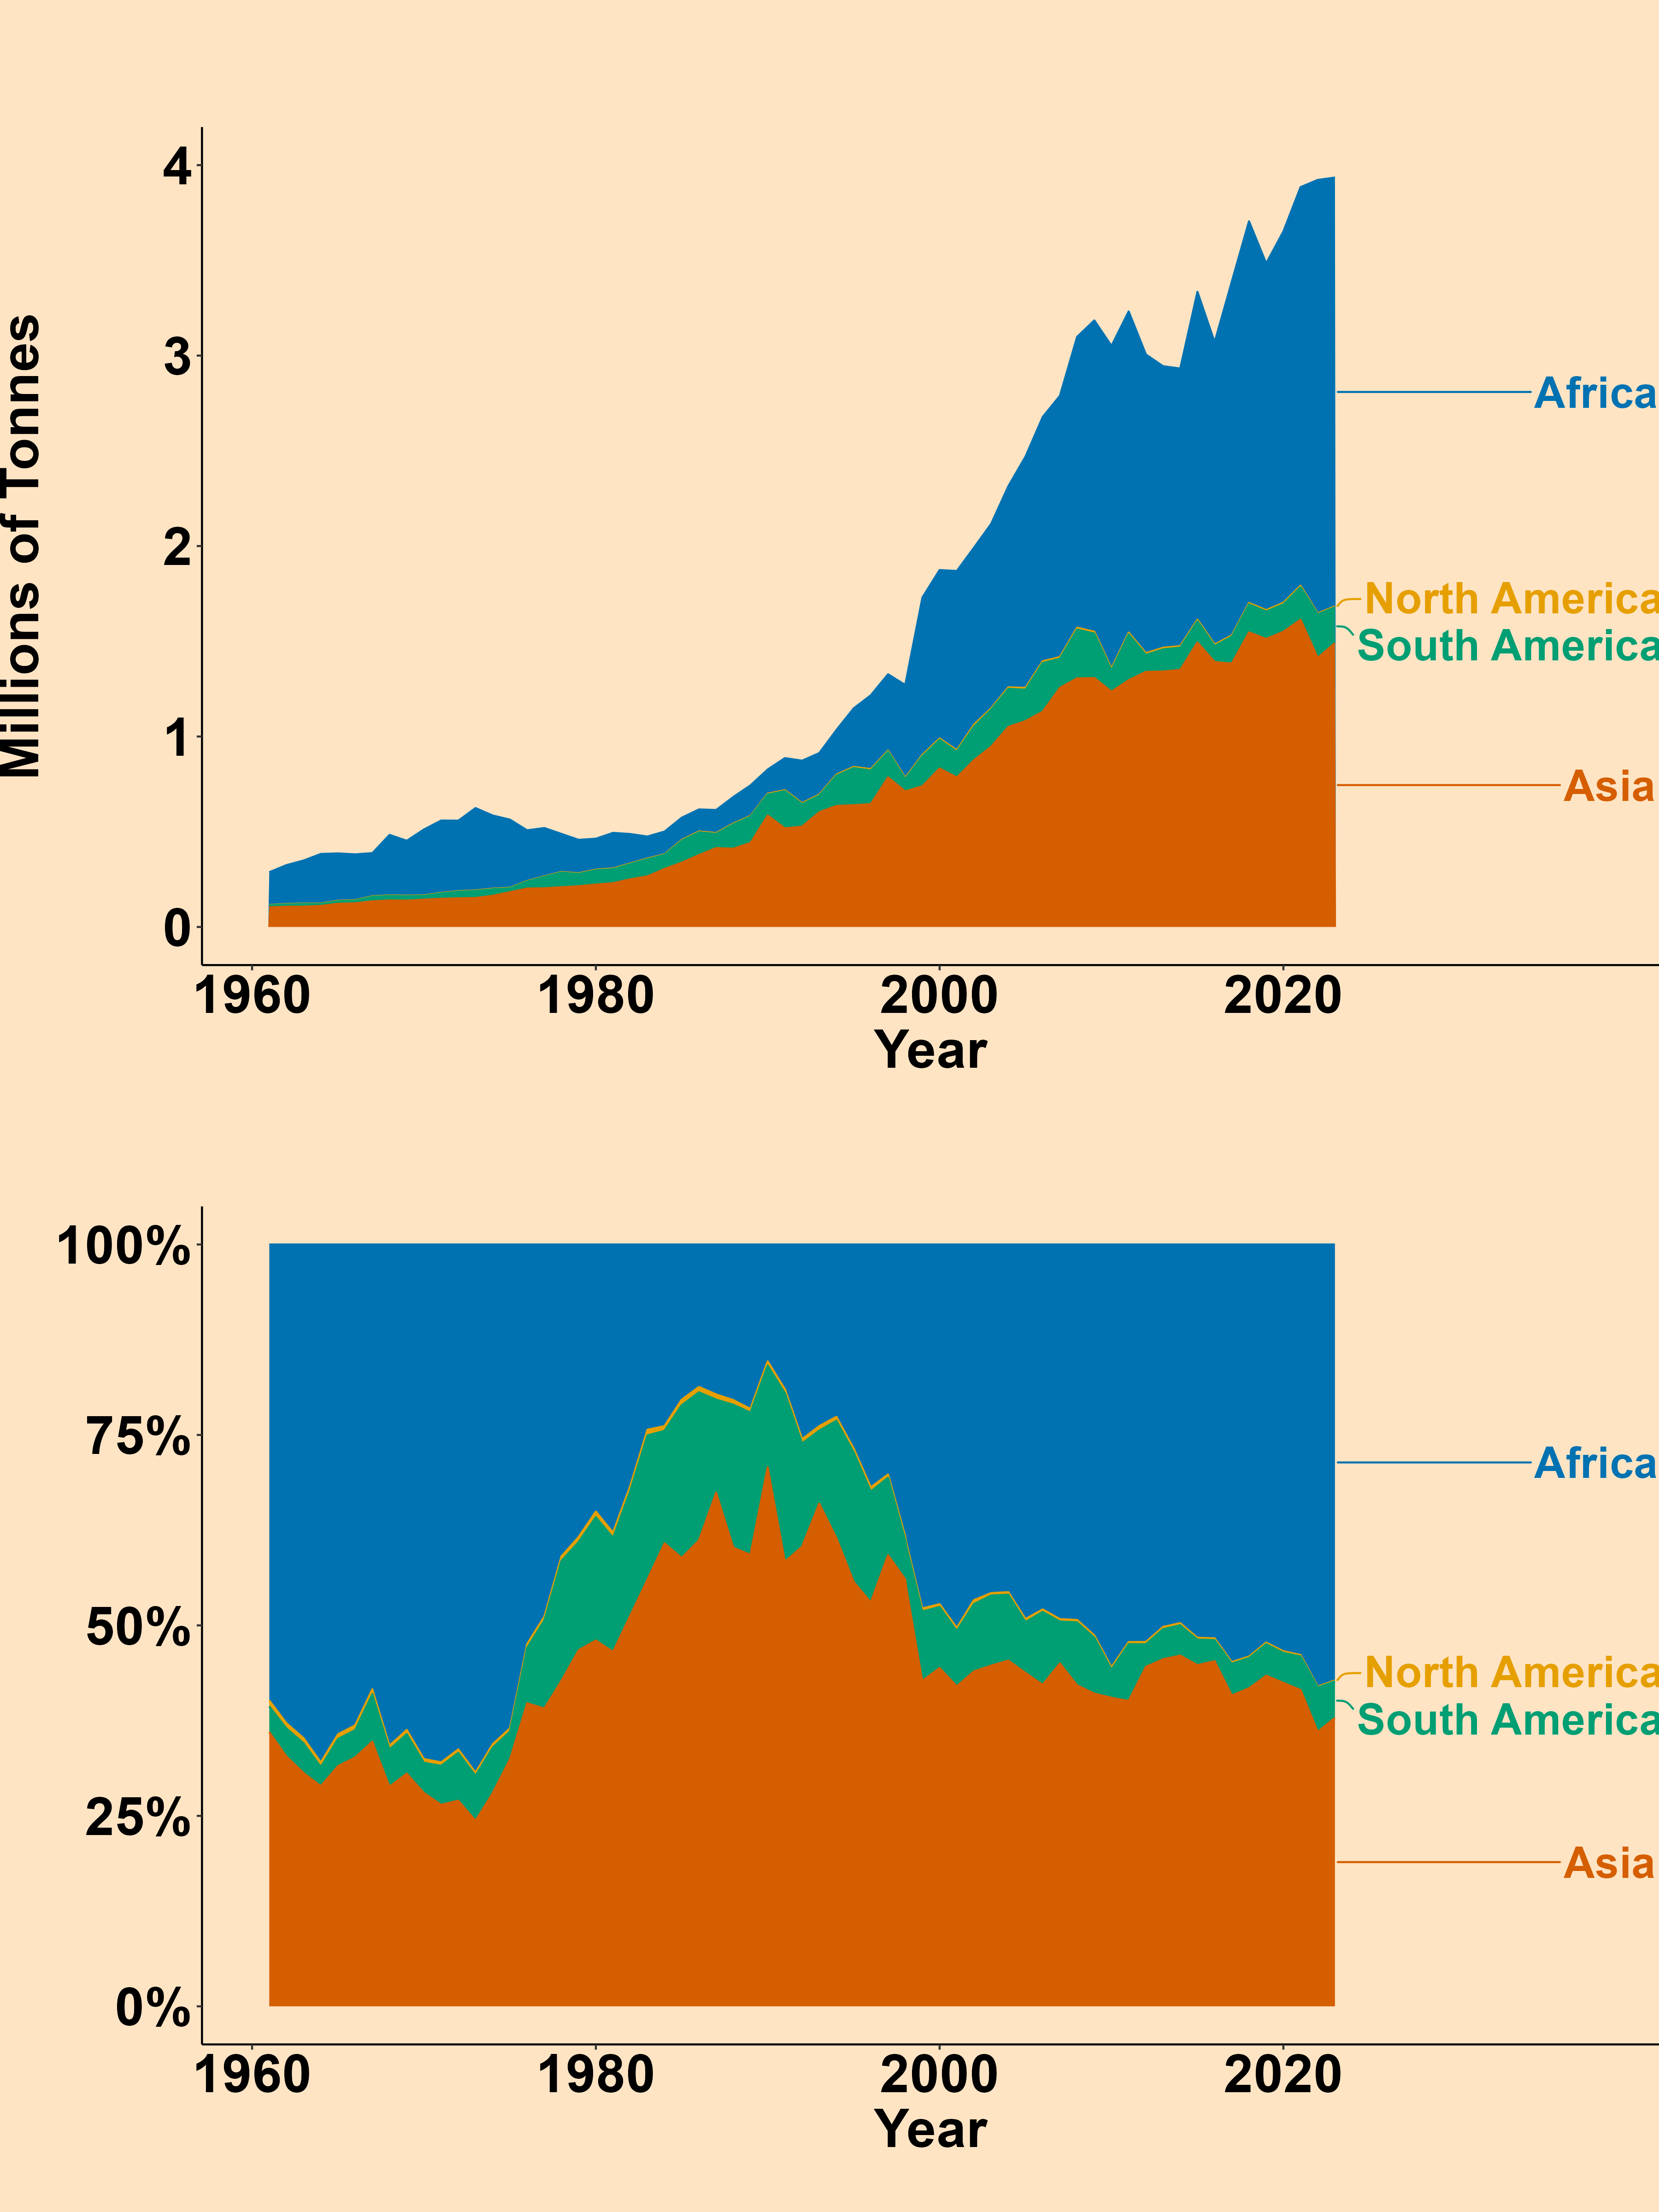 Millions of Tonnes
4
3
2
1
0
Africa
North America
South America
Asia
1960 1980 2000 2020
Year
100%
75%
50%
25%
0%
Africa
North America
South America
Asia
1960 1980 2000 2020
Year